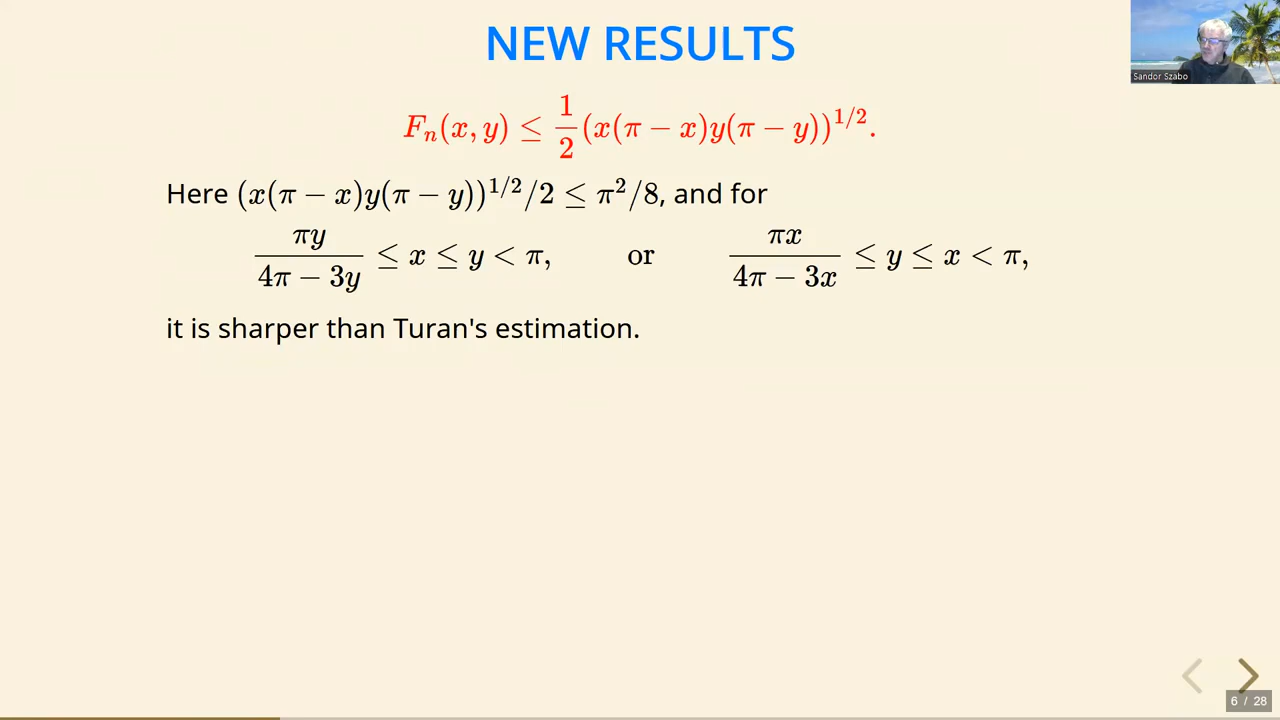 NEW RESULTS
Sandor Szabo
Fₙ(x, y) ≤ 1/2 (x(π − x)y(π − y))^{1/2}.
Here (x(π − x)y(π − y))^{1/2}/2 ≤ π²/8, and for
πy/(4π − 3y) ≤ x ≤ y < π, or πx/(4π − 3x) ≤ y ≤ x < π,
it is sharper than Turan's estimation.
6 / 28